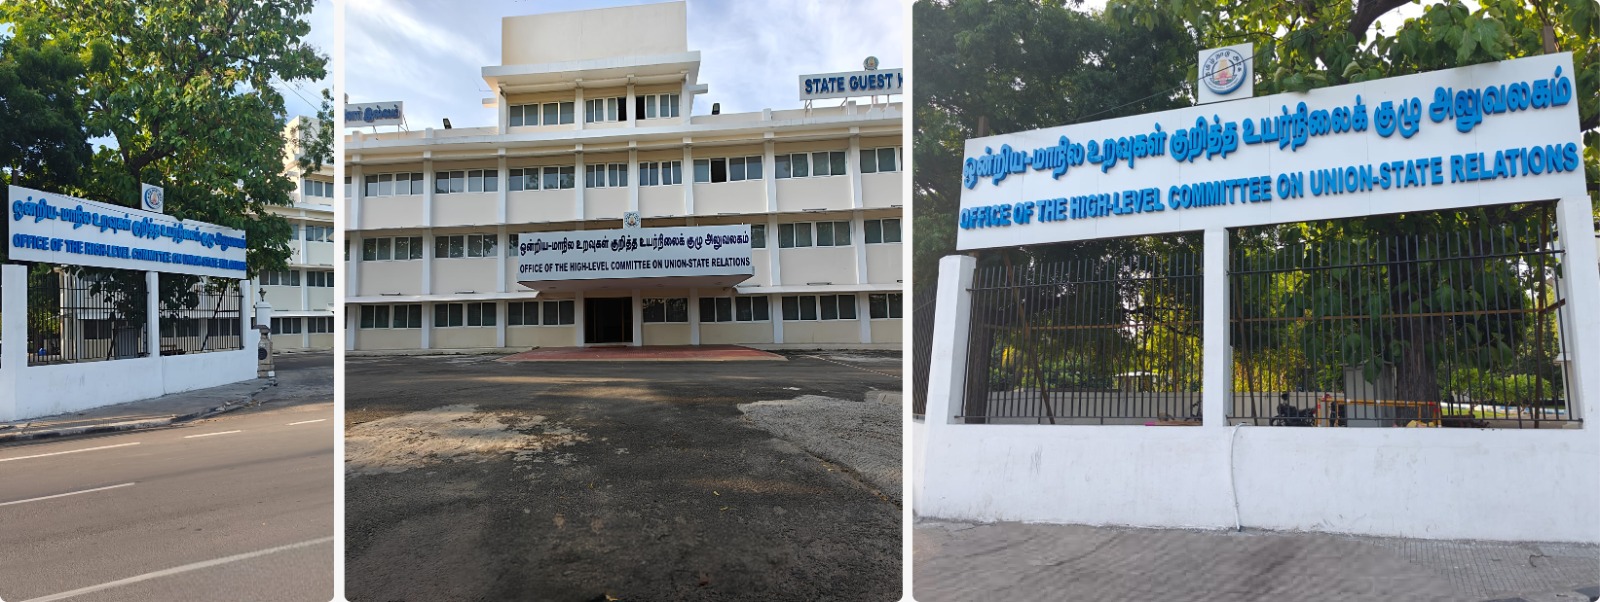 ஒன்றிய-மாநில உறவுகள் குறித்த உயர்நிலைக் குழு அலுவலகம்
OFFICE OF THE HIGH-LEVEL COMMITTEE ON UNION-STATE RELATIONS
இல்லம்
STATE GUEST
ஒன்றிய-மாநில உறவுகள் குறித்த உயர்நிலைக் குழு அலுவலகம்
OFFICE OF THE HIGH-LEVEL COMMITTEE ON UNION-STATE RELATIONS
ஒன்றிய-மாநில உறவுகள் குறித்த உயர்நிலைக் குழு அலுவலகம்
OFFICE OF THE HIGH-LEVEL COMMITTEE ON UNION-STATE RELATIONS